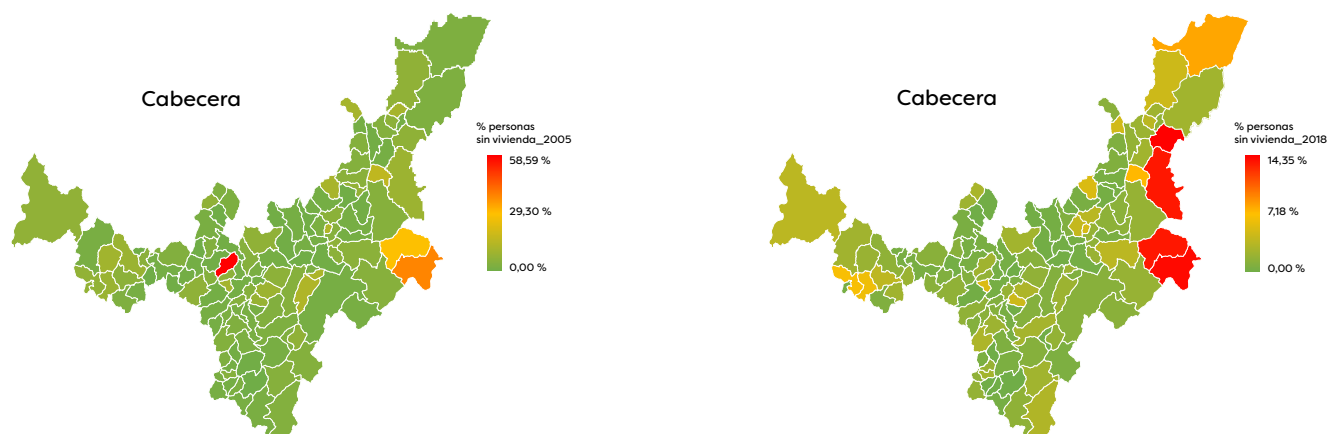 Cabecera
% personas
sin vivienda_2005
58,59 %
29,30 %
0,00 %
Cabecera
% personas
sin vivienda_2018
14,35 %
7,18 %
0,00 %